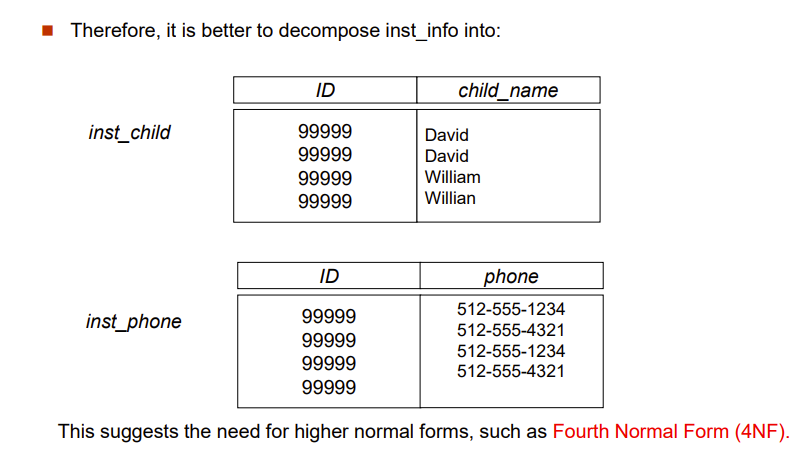 Therefore, it is better to decompose inst_info into:
ID child_name
inst_child
99999 David
99999 David
99999 William
99999 Willian
ID phone
inst_phone
99999 512-555-1234
99999 512-555-4321
99999 512-555-1234
99999 512-555-4321
This suggests the need for higher normal forms, such as Fourth Normal Form (4NF).